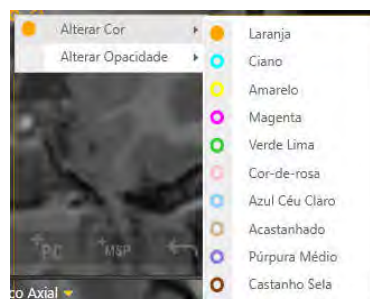 Alterar Cor
Alterar Opacidade
Laranja
Ciano
Amarelo
Magenta
Verde Lima
Cor-de-rosa
Azul Céu Claro
Acastanhado
Púrpura Médio
Castanho Sela
PC
MSP
co Axial